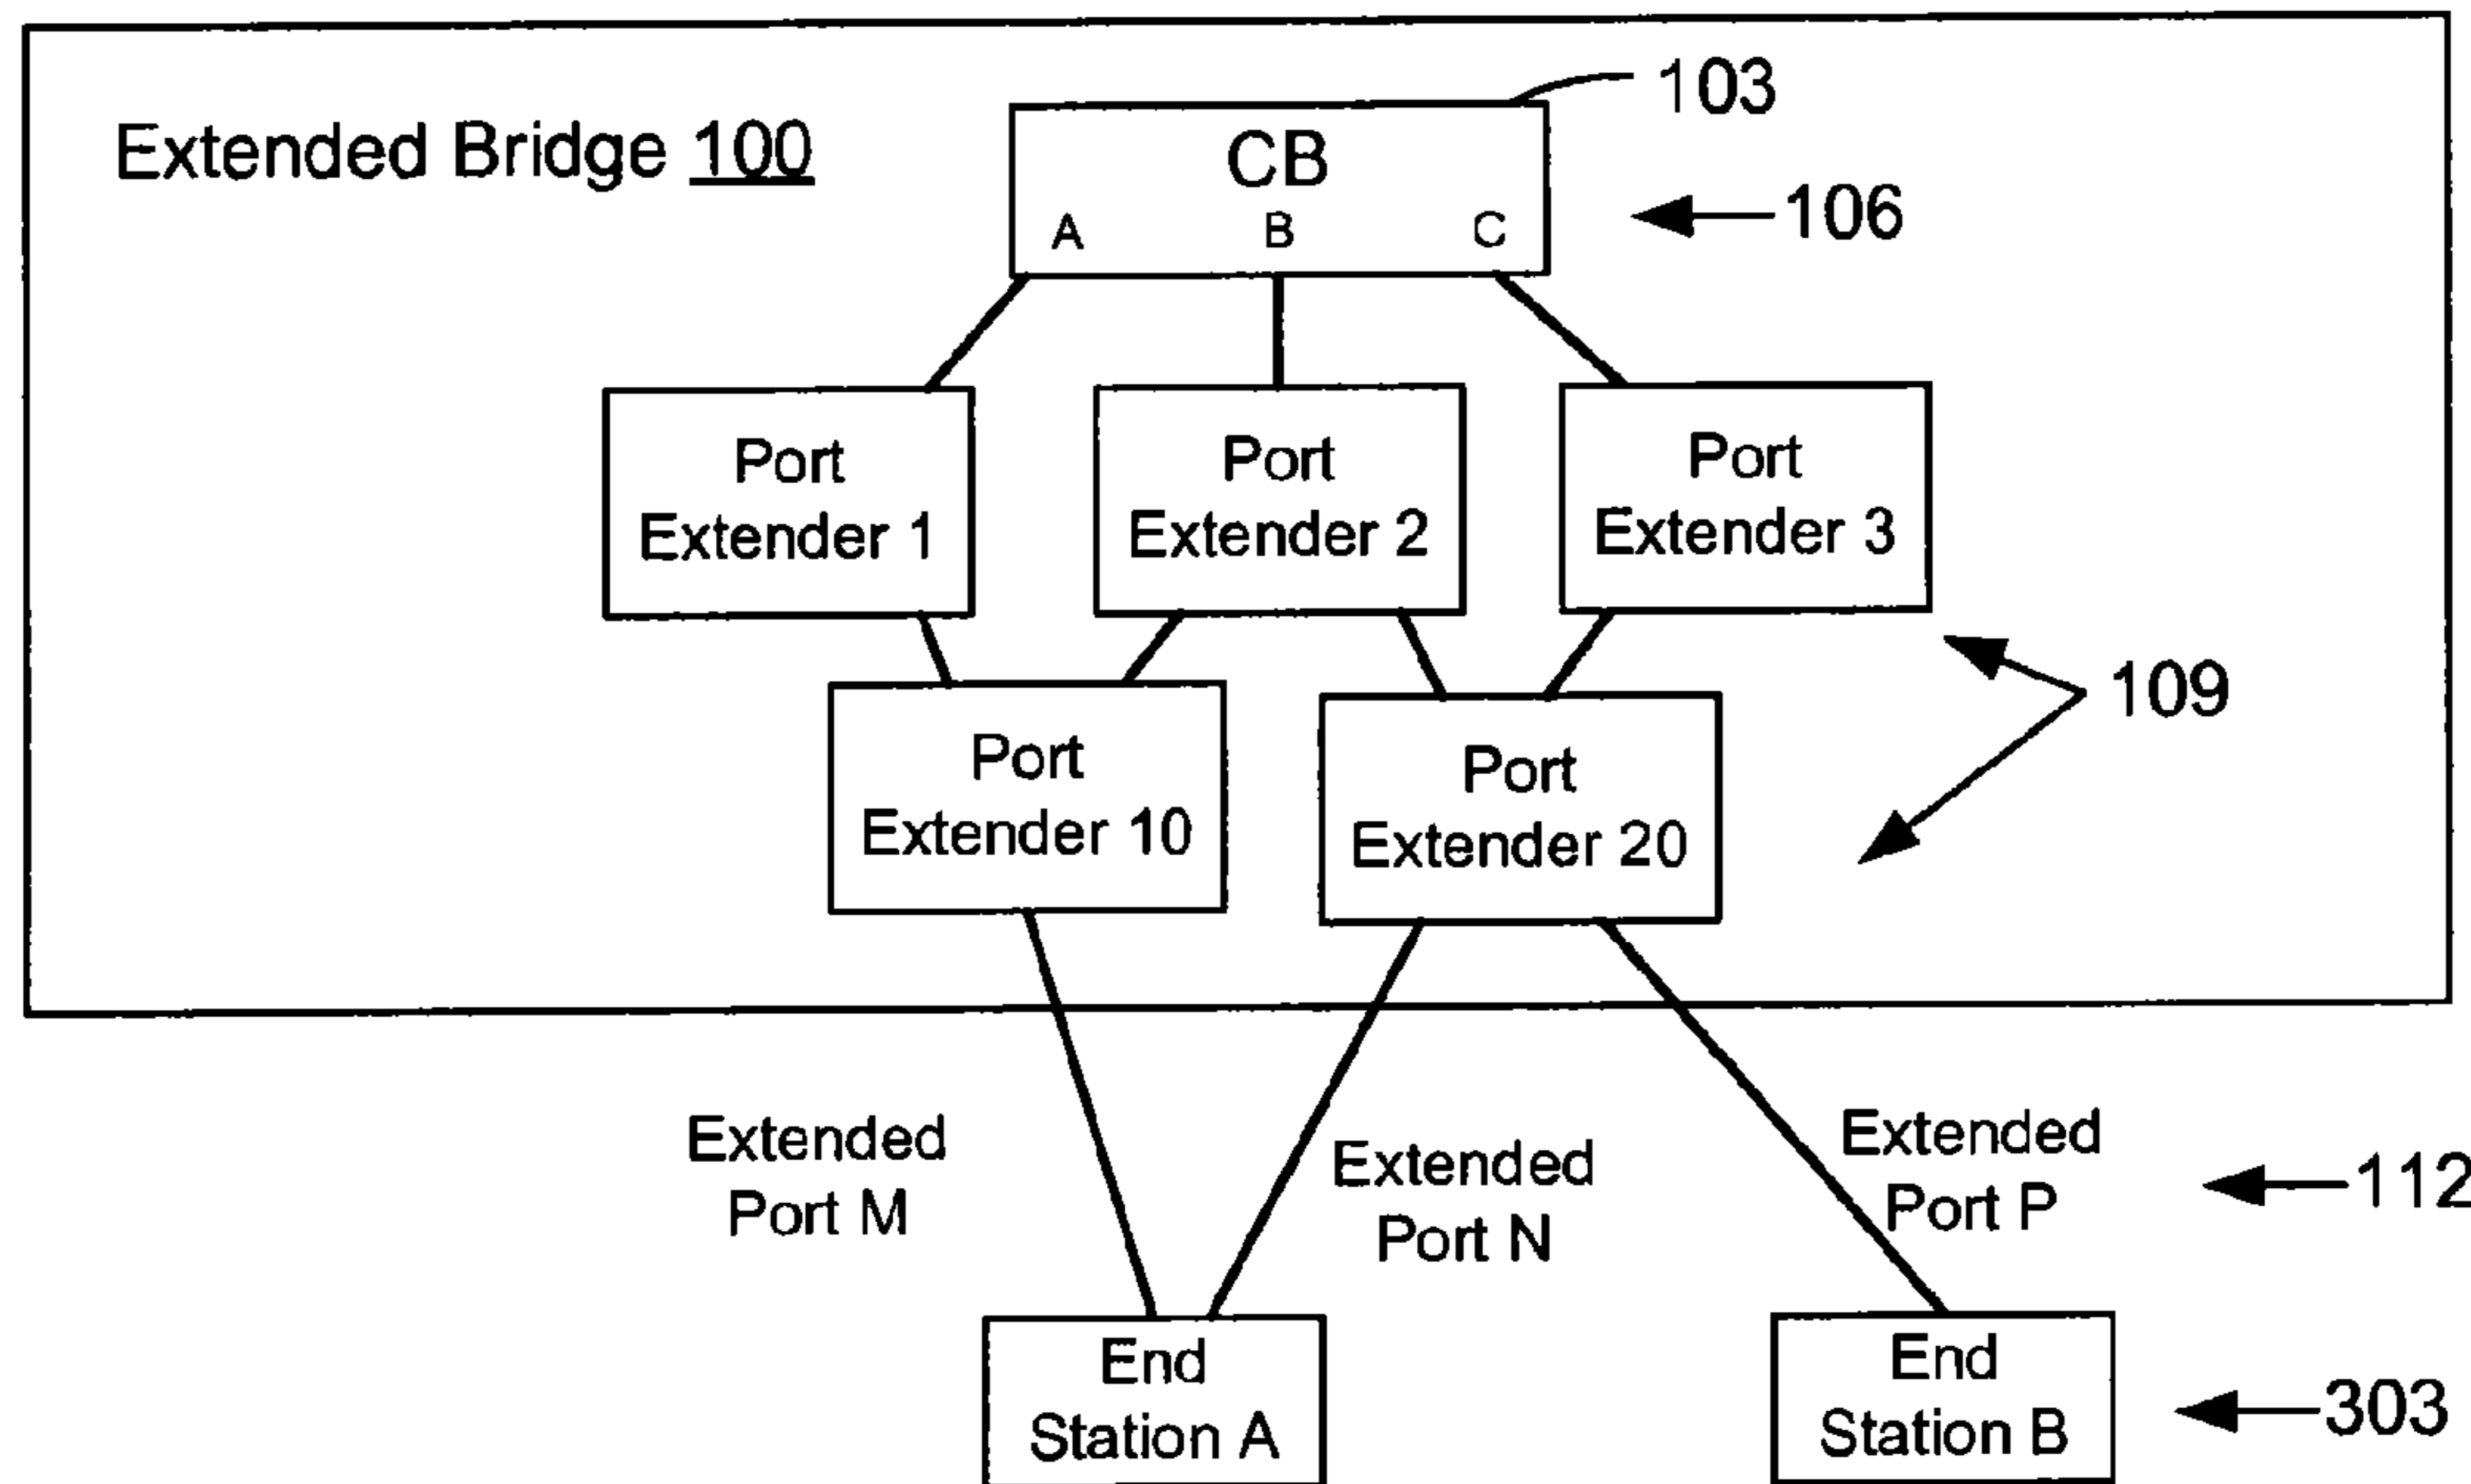 Extended Bridge 100
103
CB
A B C
106
Port
Extender 1
Port
Extender 2
Port
Extender 3
109
Port
Extender 10
Port
Extender 20
Extended
Port M
Extended
Port N
Extended
Port P
112
End
Station A
End
Station B
303